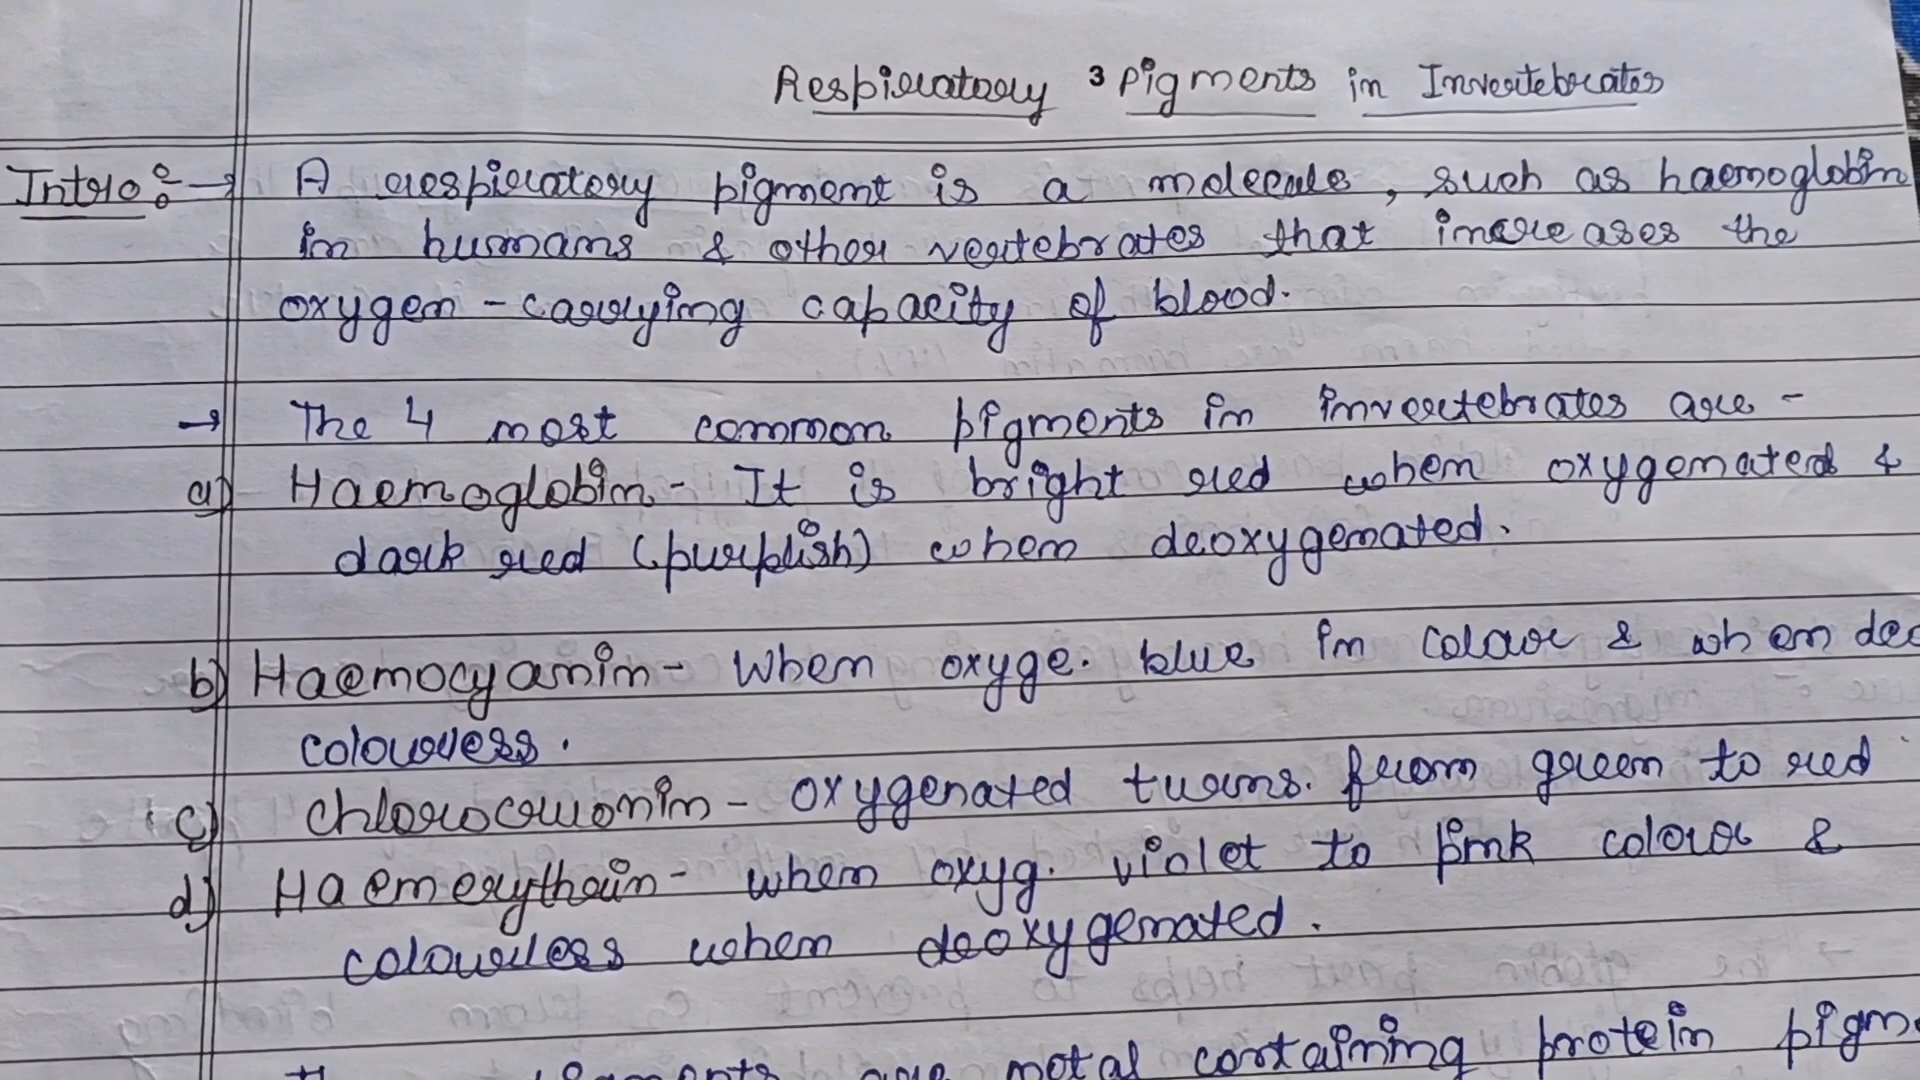 Respiratory 3 Pigments in Invertebrates
Intro :→ A respiratory pigment is a molecule, such as haemoglobin
in humans & other vertebrates that increases the
oxygen-carrying capacity of blood.
→ The 4 most common pigments in invertebrates are -
a) Haemoglobin - It is bright red when oxygenated &
dark red (purplish) when deoxygenated.
b) Haemocyanin - When oxyge. blue in colour & when deo
colourless.
c) Chlorocruonin - oxygenated turns. from green to red
d) Haemerythrin - when oxyg. violet to pink colour &
colourless when deoxygenated.
are metal containing protein pigm